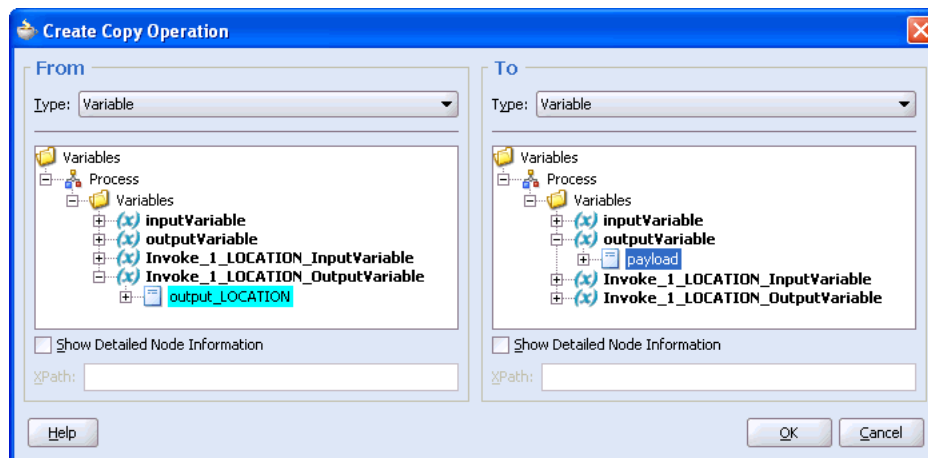 Create Copy Operation
From
Type: Variable
Variables
Process
Variables
(x) inputVariable
(x) outputVariable
(x) Invoke_1_LOCATION_InputVariable
(x) Invoke_1_LOCATION_OutputVariable
output_LOCATION
Show Detailed Node Information
XPath:
To
Type: Variable
Variables
Process
Variables
(x) inputVariable
(x) outputVariable
payload
(x) Invoke_1_LOCATION_InputVariable
(x) Invoke_1_LOCATION_OutputVariable
Show Detailed Node Information
XPath:
Help
OK
Cancel